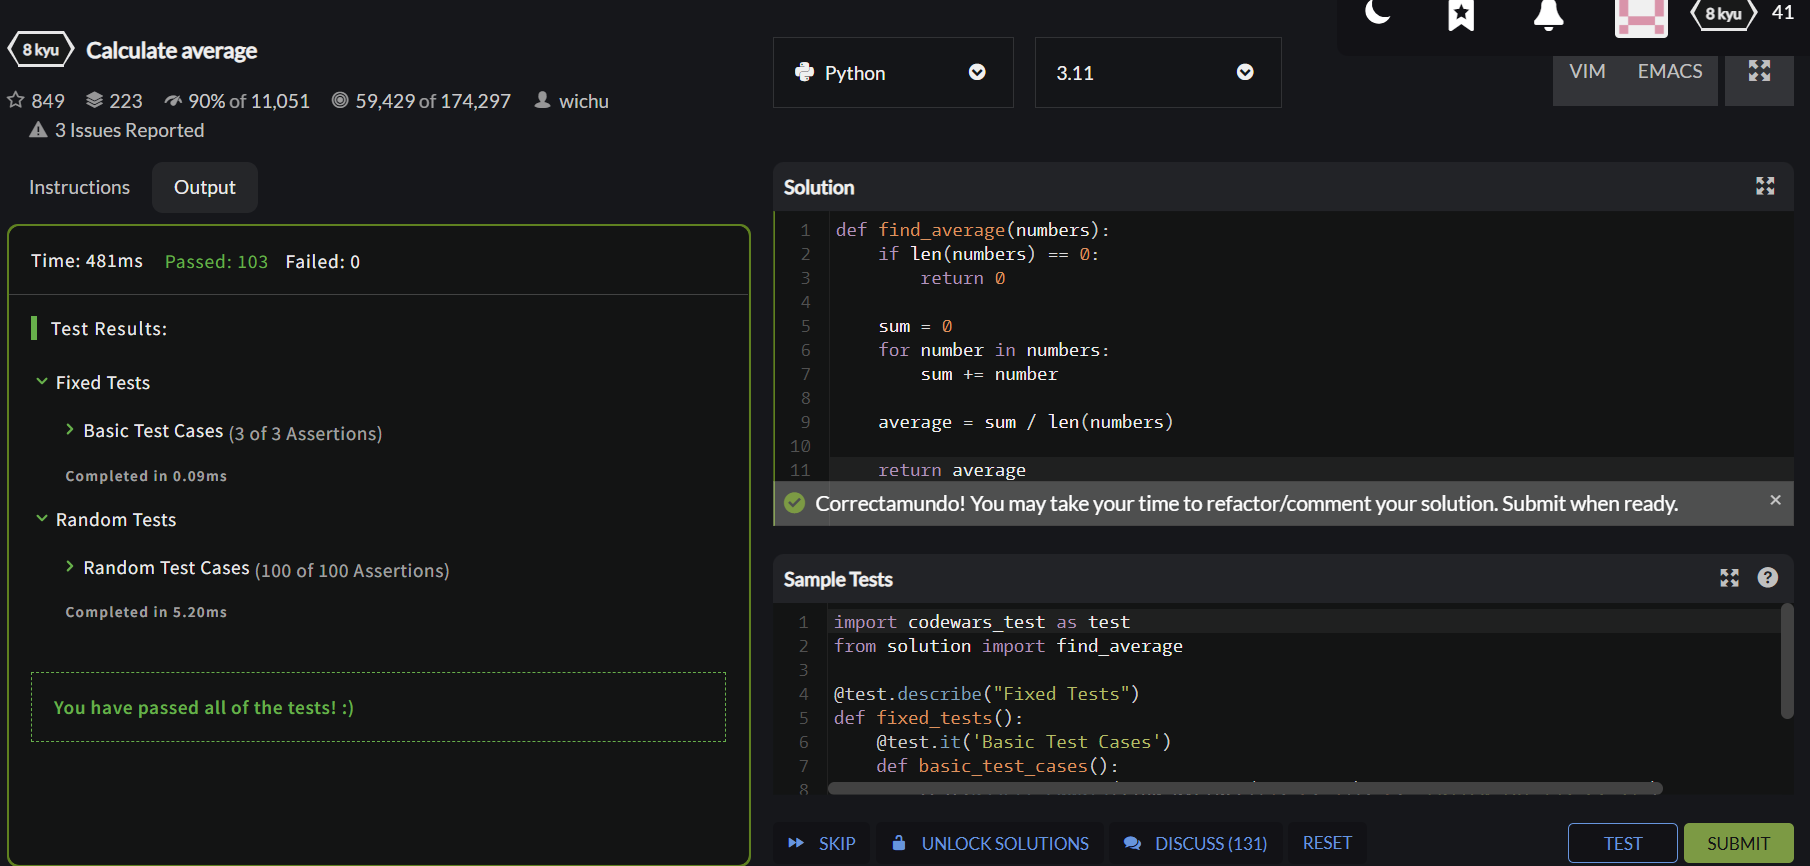 8 kyu Calculate average
849 223 90% of 11,051 59,429 of 174,297 wichu
3 Issues Reported
Instructions Output
Time: 481ms Passed: 103 Failed: 0
Test Results:
Fixed Tests
Basic Test Cases (3 of 3 Assertions)
Completed in 0.09ms
Random Tests
Random Test Cases (100 of 100 Assertions)
Completed in 5.20ms
You have passed all of the tests! :)
8 kyu 41
Python 3.11 VIM EMACS
Solution
1 def find_average(numbers):
2     if len(numbers) == 0:
3         return 0
4
5     sum = 0
6     for number in numbers:
7         sum += number
8
9     average = sum / len(numbers)
10
11     return average
Correctamundo! You may take your time to refactor/comment your solution. Submit when ready. ×
Sample Tests
1 import codewars_test as test
2 from solution import find_average
3
4 @test.describe("Fixed Tests")
5 def fixed_tests():
6     @test.it('Basic Test Cases')
7     def basic_test_cases():
8
SKIP UNLOCK SOLUTIONS DISCUSS (131) RESET TEST SUBMIT